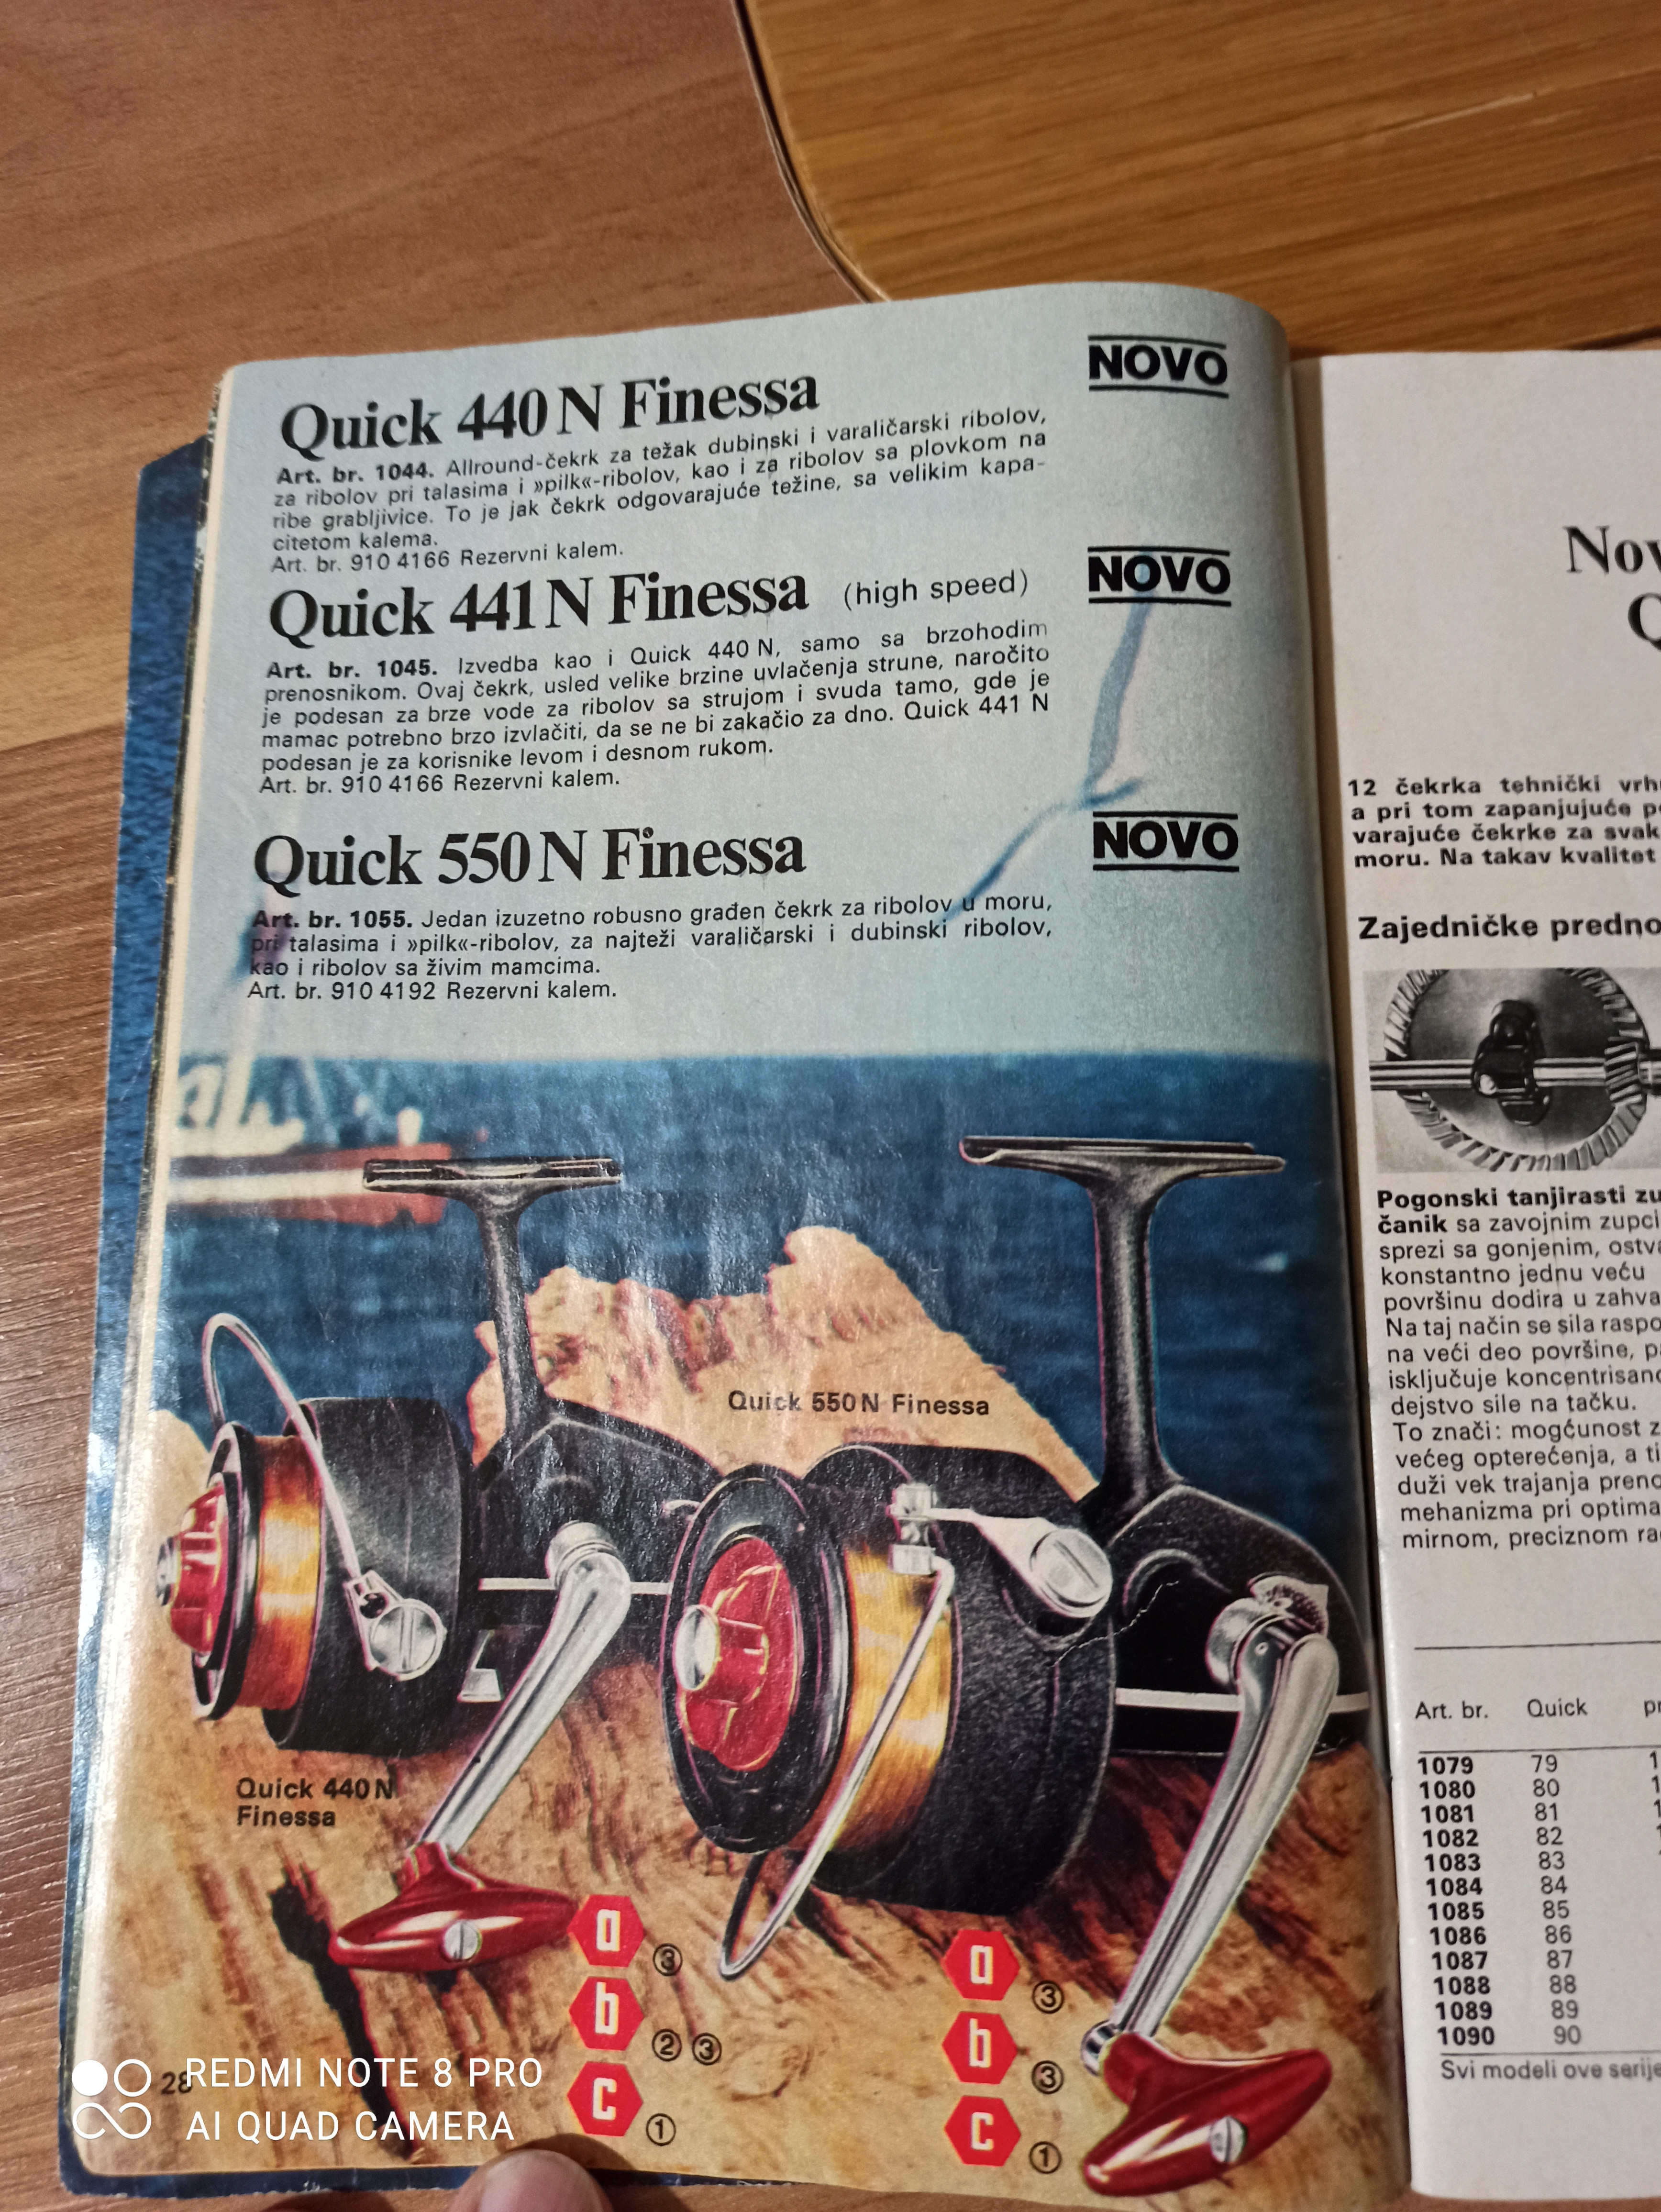 NOVO
Quick 440 N Finessa
Art. br. 1044. Allround-čekrk za težak dubinski i varaličarski ribolov,
za ribolov pri talasima i »pilk«-ribolov, kao i za ribolov sa plovkom na
ribe grabljivice. To je jak čekrk odgovarajuće težine, sa velikim kapa-
citetom kalema.
Art. br. 910 4166 Rezervni kalem.
NOVO
Quick 441 N Finessa (high speed)
Art. br. 1045. Izvedba kao i Quick 440 N, samo sa brzohodim
prenosnikom. Ovaj čekrk, usled velike brzine uvlačenja strune, naročito
je podesan za brze vode za ribolov sa strujom i svuda tamo, gde je
mamac potrebno brzo izvlačiti, da se ne bi zakačio za dno. Quick 441 N
podesan je za korisnike levom i desnom rukom.
Art. br. 910 4166 Rezervni kalem.
NOVO
Quick 550 N Finessa
Art. br. 1055. Jedan izuzetno robusno građen čekrk za ribolov u moru,
pri talasima i »pilk«-ribolov, za najteži varaličarski i dubinski ribolov,
kao i ribolov sa živim mamcima.
Art. br. 910 4192 Rezervni kalem.
Quick 550 N Finessa
Quick 440 N
Finessa
a ③
b ② ③
c ①
a ③
b ③
c ①
28
REDMI NOTE 8 PRO
AI QUAD CAMERA
12 čekrka tehnički
a pri tom zapanjujuće
varajuće čekrke za
moru. Na takav kvalitet
Zajedničke
Pogonski tanjirasti zu
čanik sa zavojnim
sprezi sa gonjenim,
konstantno jednu veću
površinu dodira u
Na taj način se sila
na veći deo površine,
isključuje
dejstvo sile na tačku.
To znači: mogćunost
većeg opterećenja, a
duži vek trajanja
mehanizma pri
mirnom, preciznom
Art. br. Quick
1079 79
1080 80
1081 81
1082 82
1083 83
1084 84
1085 85
1086 86
1087 87
1088 88
1089 89
1090 90
Svi modeli ove serije